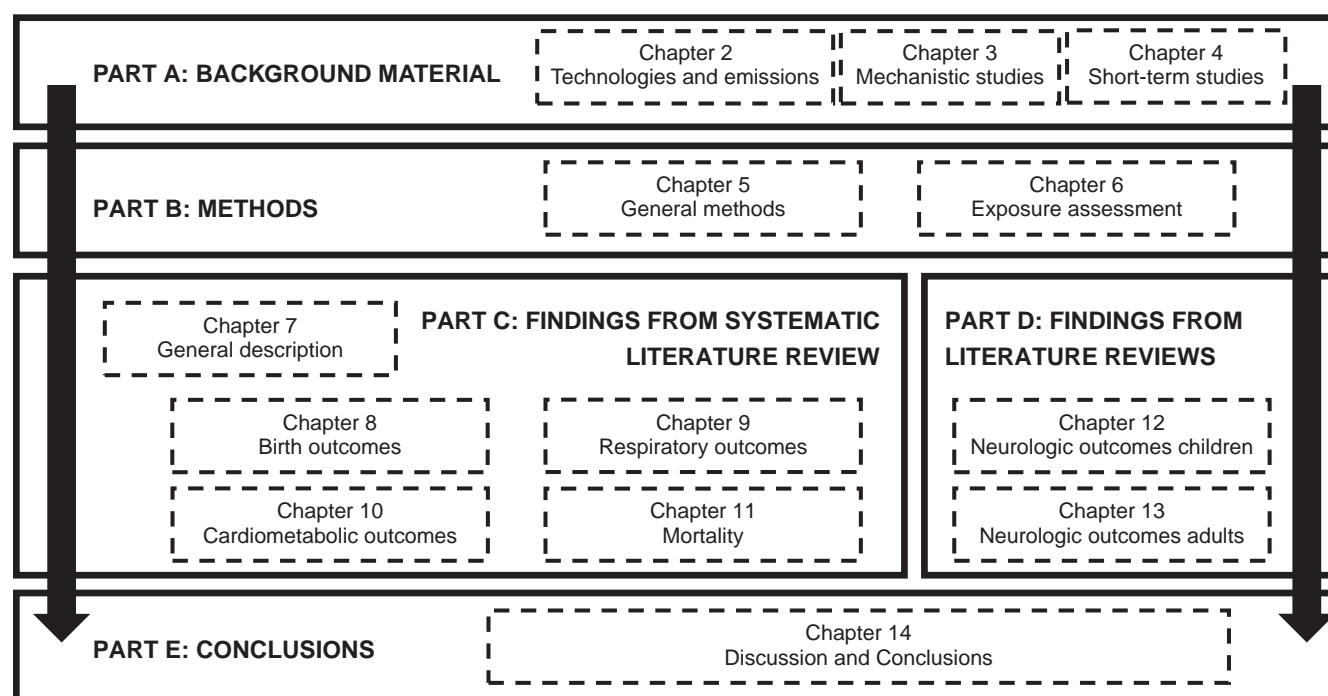 PART A: BACKGROUND MATERIAL
Chapter 2
Technologies and emissions
Chapter 3
Mechanistic studies
Chapter 4
Short-term studies
PART B: METHODS
Chapter 5
General methods
Chapter 6
Exposure assessment
PART C: FINDINGS FROM SYSTEMATIC
LITERATURE REVIEW
Chapter 7
General description
Chapter 8
Birth outcomes
Chapter 9
Respiratory outcomes
Chapter 10
Cardiometabolic outcomes
Chapter 11
Mortality
PART D: FINDINGS FROM
LITERATURE REVIEWS
Chapter 12
Neurologic outcomes children
Chapter 13
Neurologic outcomes adults
PART E: CONCLUSIONS
Chapter 14
Discussion and Conclusions